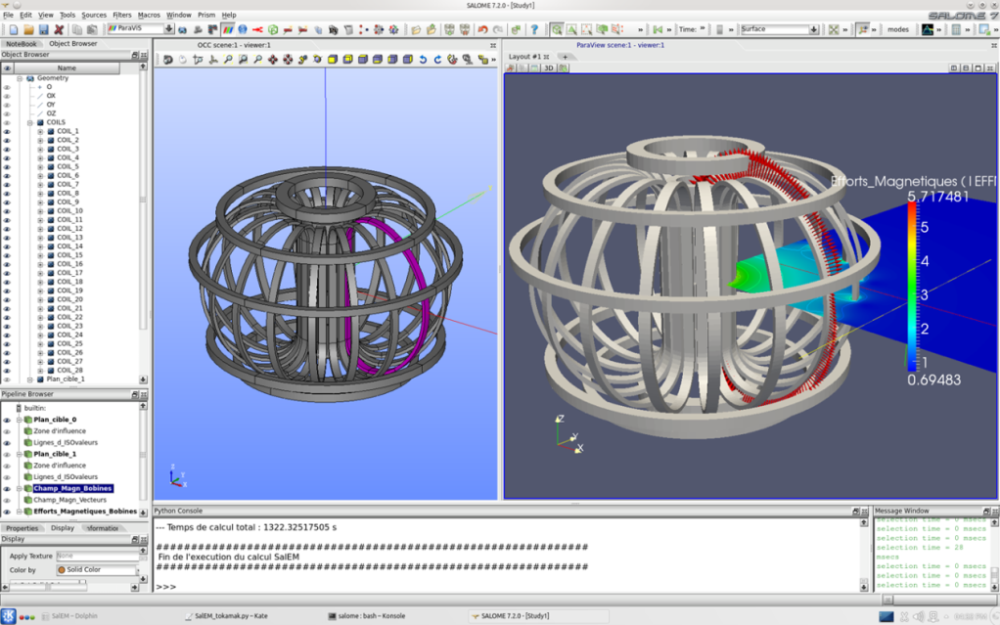 SALOME 7.2.0 - [Study1]
File Edit View Tools Sources Filters Macros Window Prism Help
SALOME 7
ParaViS
Time:
Surface
modes
NoteBook Object Browser
Object Browser
Name
Geometry
O
OX
OY
OZ
COILS
COIL_1
COIL_2
COIL_3
COIL_4
COIL_5
COIL_6
COIL_7
COIL_8
COIL_9
COIL_10
COIL_11
COIL_12
COIL_13
COIL_14
COIL_15
COIL_16
COIL_17
COIL_18
COIL_19
COIL_20
COIL_21
COIL_22
COIL_23
COIL_24
COIL_25
COIL_26
COIL_27
COIL_28
Plan_cible_1
Pipeline Browser
builtin:
Plan_cible_0
Zone d'influence
Lignes_d_ISOvaleurs
Plan_cible_1
Zone d'influence
Lignes_d_ISOvaleurs
Champ_Magn_Bobines
Champ_Magn_Vecteurs
Efforts_Magnetiques_Bobines
Properties Display nformatior
Display
Apply Texture None
Color by Solid Color
OCC scene:1 - viewer:1
Z
Y
X
ParaView scene:1 - viewer:1
Layout #1
3D
Efforts_Magnetiques ( I EFFI
5.717481
5
4
3
2
1
0.69483
Z
Y
X
Python Console
--- Temps de calcul total : 1322.32517505 s
##############################################################
Fin de l'execution du calcul SalEM
##############################################################
>>>
Message Window
selection time = 0 msecs
selection time = 0 msecs
selection time = 28
msecs
selection time = 0 msecs
selection time = 0 msecs
selection time = 0 msecs
SalEM – Dolphin
SalEM_tokamak.py – Kate
salome : bash – Konsole
SALOME 7.2.0 - [Study1]